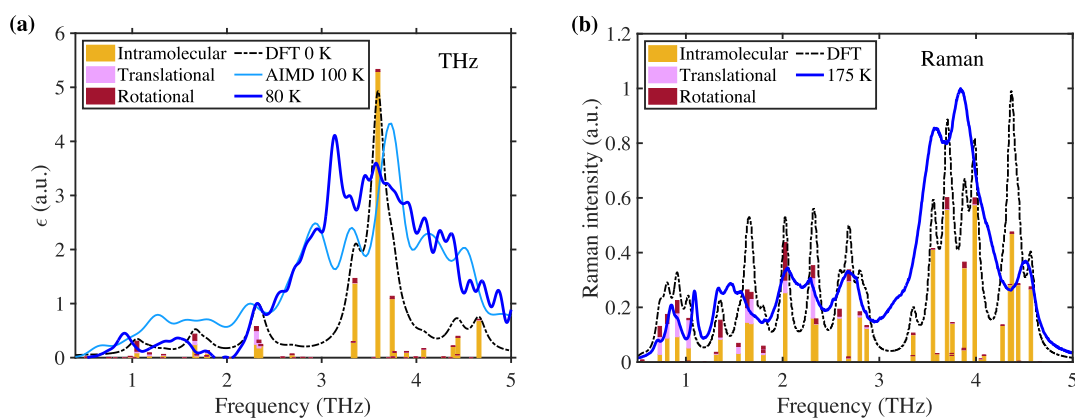 (a)
6
5
4
3
2
1
0
ϵ (a.u.)
Intramolecular
Translational
Rotational
DFT 0 K
AIMD 100 K
80 K
THz
1 2 3 4 5
Frequency (THz)
(b)
1.2
1
0.8
0.6
0.4
0.2
0
Raman intensity (a.u.)
Intramolecular
Translational
Rotational
DFT
175 K
Raman
1 2 3 4 5
Frequency (THz)